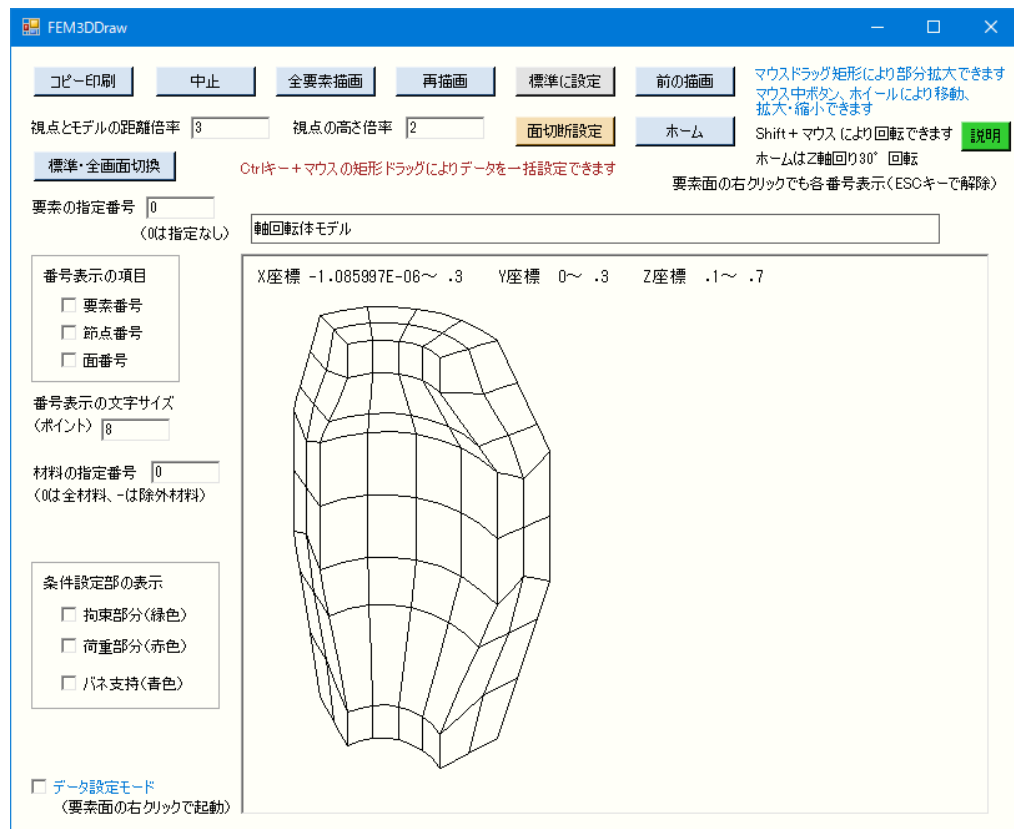 FEM3DDraw
コピー印刷 中止 全要素描画 再描画 標準に設定 前の描画
マウスドラッグ矩形により部分拡大できます
マウス中ボタン、ホイールにより移動、
拡大・縮小できます
視点とモデルの距離倍率 3 視点の高さ倍率 2 面切断設定 ホーム
Shift+マウスにより回転できます 説明
ホームはZ軸回り30°回転
標準・全画面切換
Ctrlキー+マウスの矩形ドラッグによりデータを一括設定できます
要素面の右クリックでも各番号表示(ESCキーで解除)
要素の指定番号 0
(0は指定なし)
軸回転体モデル
番号表示の項目
要素番号
節点番号
面番号
X座標 -1.085997E-06~ .3 Y座標 0~ .3 Z座標 .1~ .7
番号表示の文字サイズ
(ポイント) 8
材料の指定番号 0
(0は全材料、-は除外材料)
条件設定部の表示
拘束部分(緑色)
荷重部分(赤色)
バネ支持(青色)
データ設定モード
(要素面の右クリックで起動)